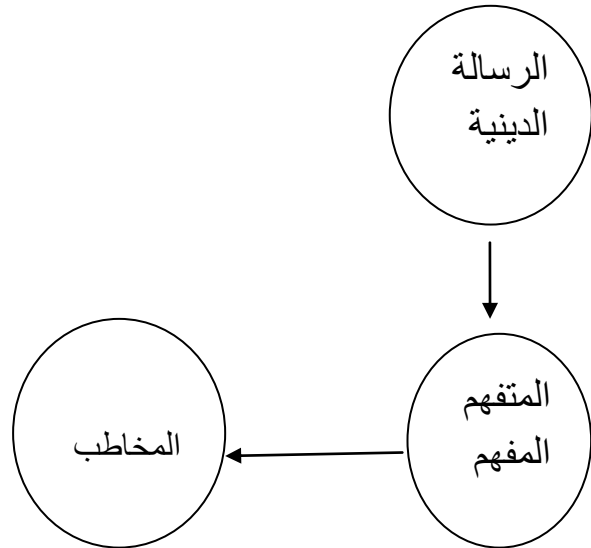 الرسالة
الدينية
المتفهم
المفهم
المخاطب